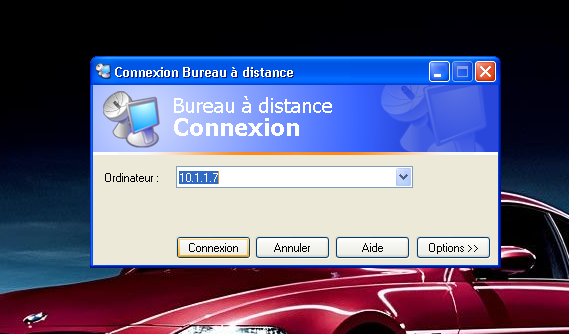 Connexion Bureau à distance
Bureau à distance
Connexion
Ordinateur : 10.1.1.7
Connexion Annuler Aide Options >>